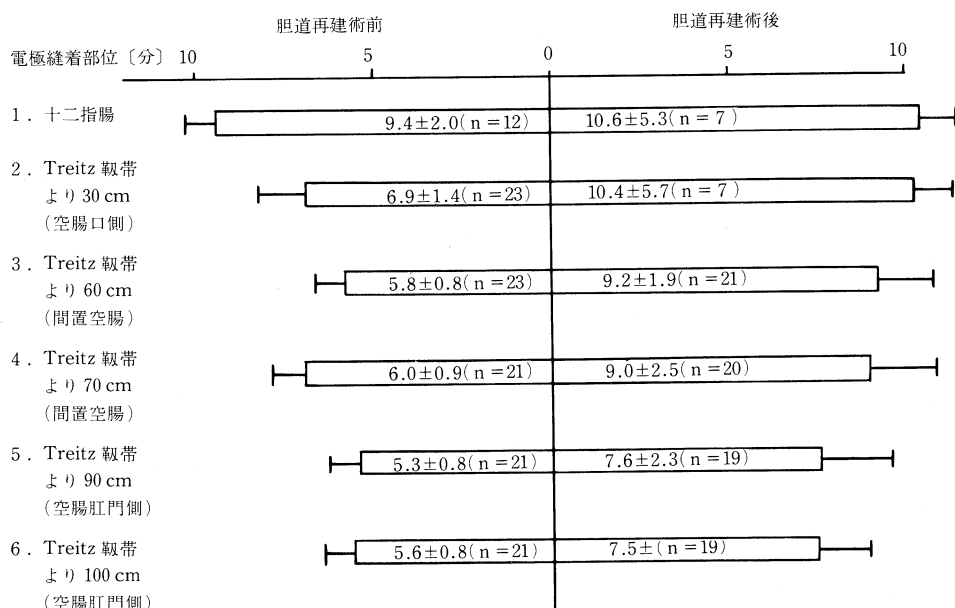 胆道再建術前 胆道再建術後
電極縫着部位〔分〕 10 5 0 5 10
1. 十二指腸 9.4±2.0(n=12) 10.6±5.3(n=7)
2. Treitz 靱帯
より 30 cm 6.9±1.4(n=23) 10.4±5.7(n=7)
(空腸口側)
3. Treitz 靱帯 5.8±0.8(n=23) 9.2±1.9(n=21)
より 60 cm
(間置空腸)
4. Treitz 靱帯 6.0±0.9(n=21) 9.0±2.5(n=20)
より 70 cm
(間置空腸)
5. Treitz 靱帯 5.3±0.8(n=21) 7.6±2.3(n=19)
より 90 cm
(空腸肛門側)
6. Treitz 靱帯 5.6±0.8(n=21) 7.5±(n=19)
より 100 cm
(空腸肛門側)